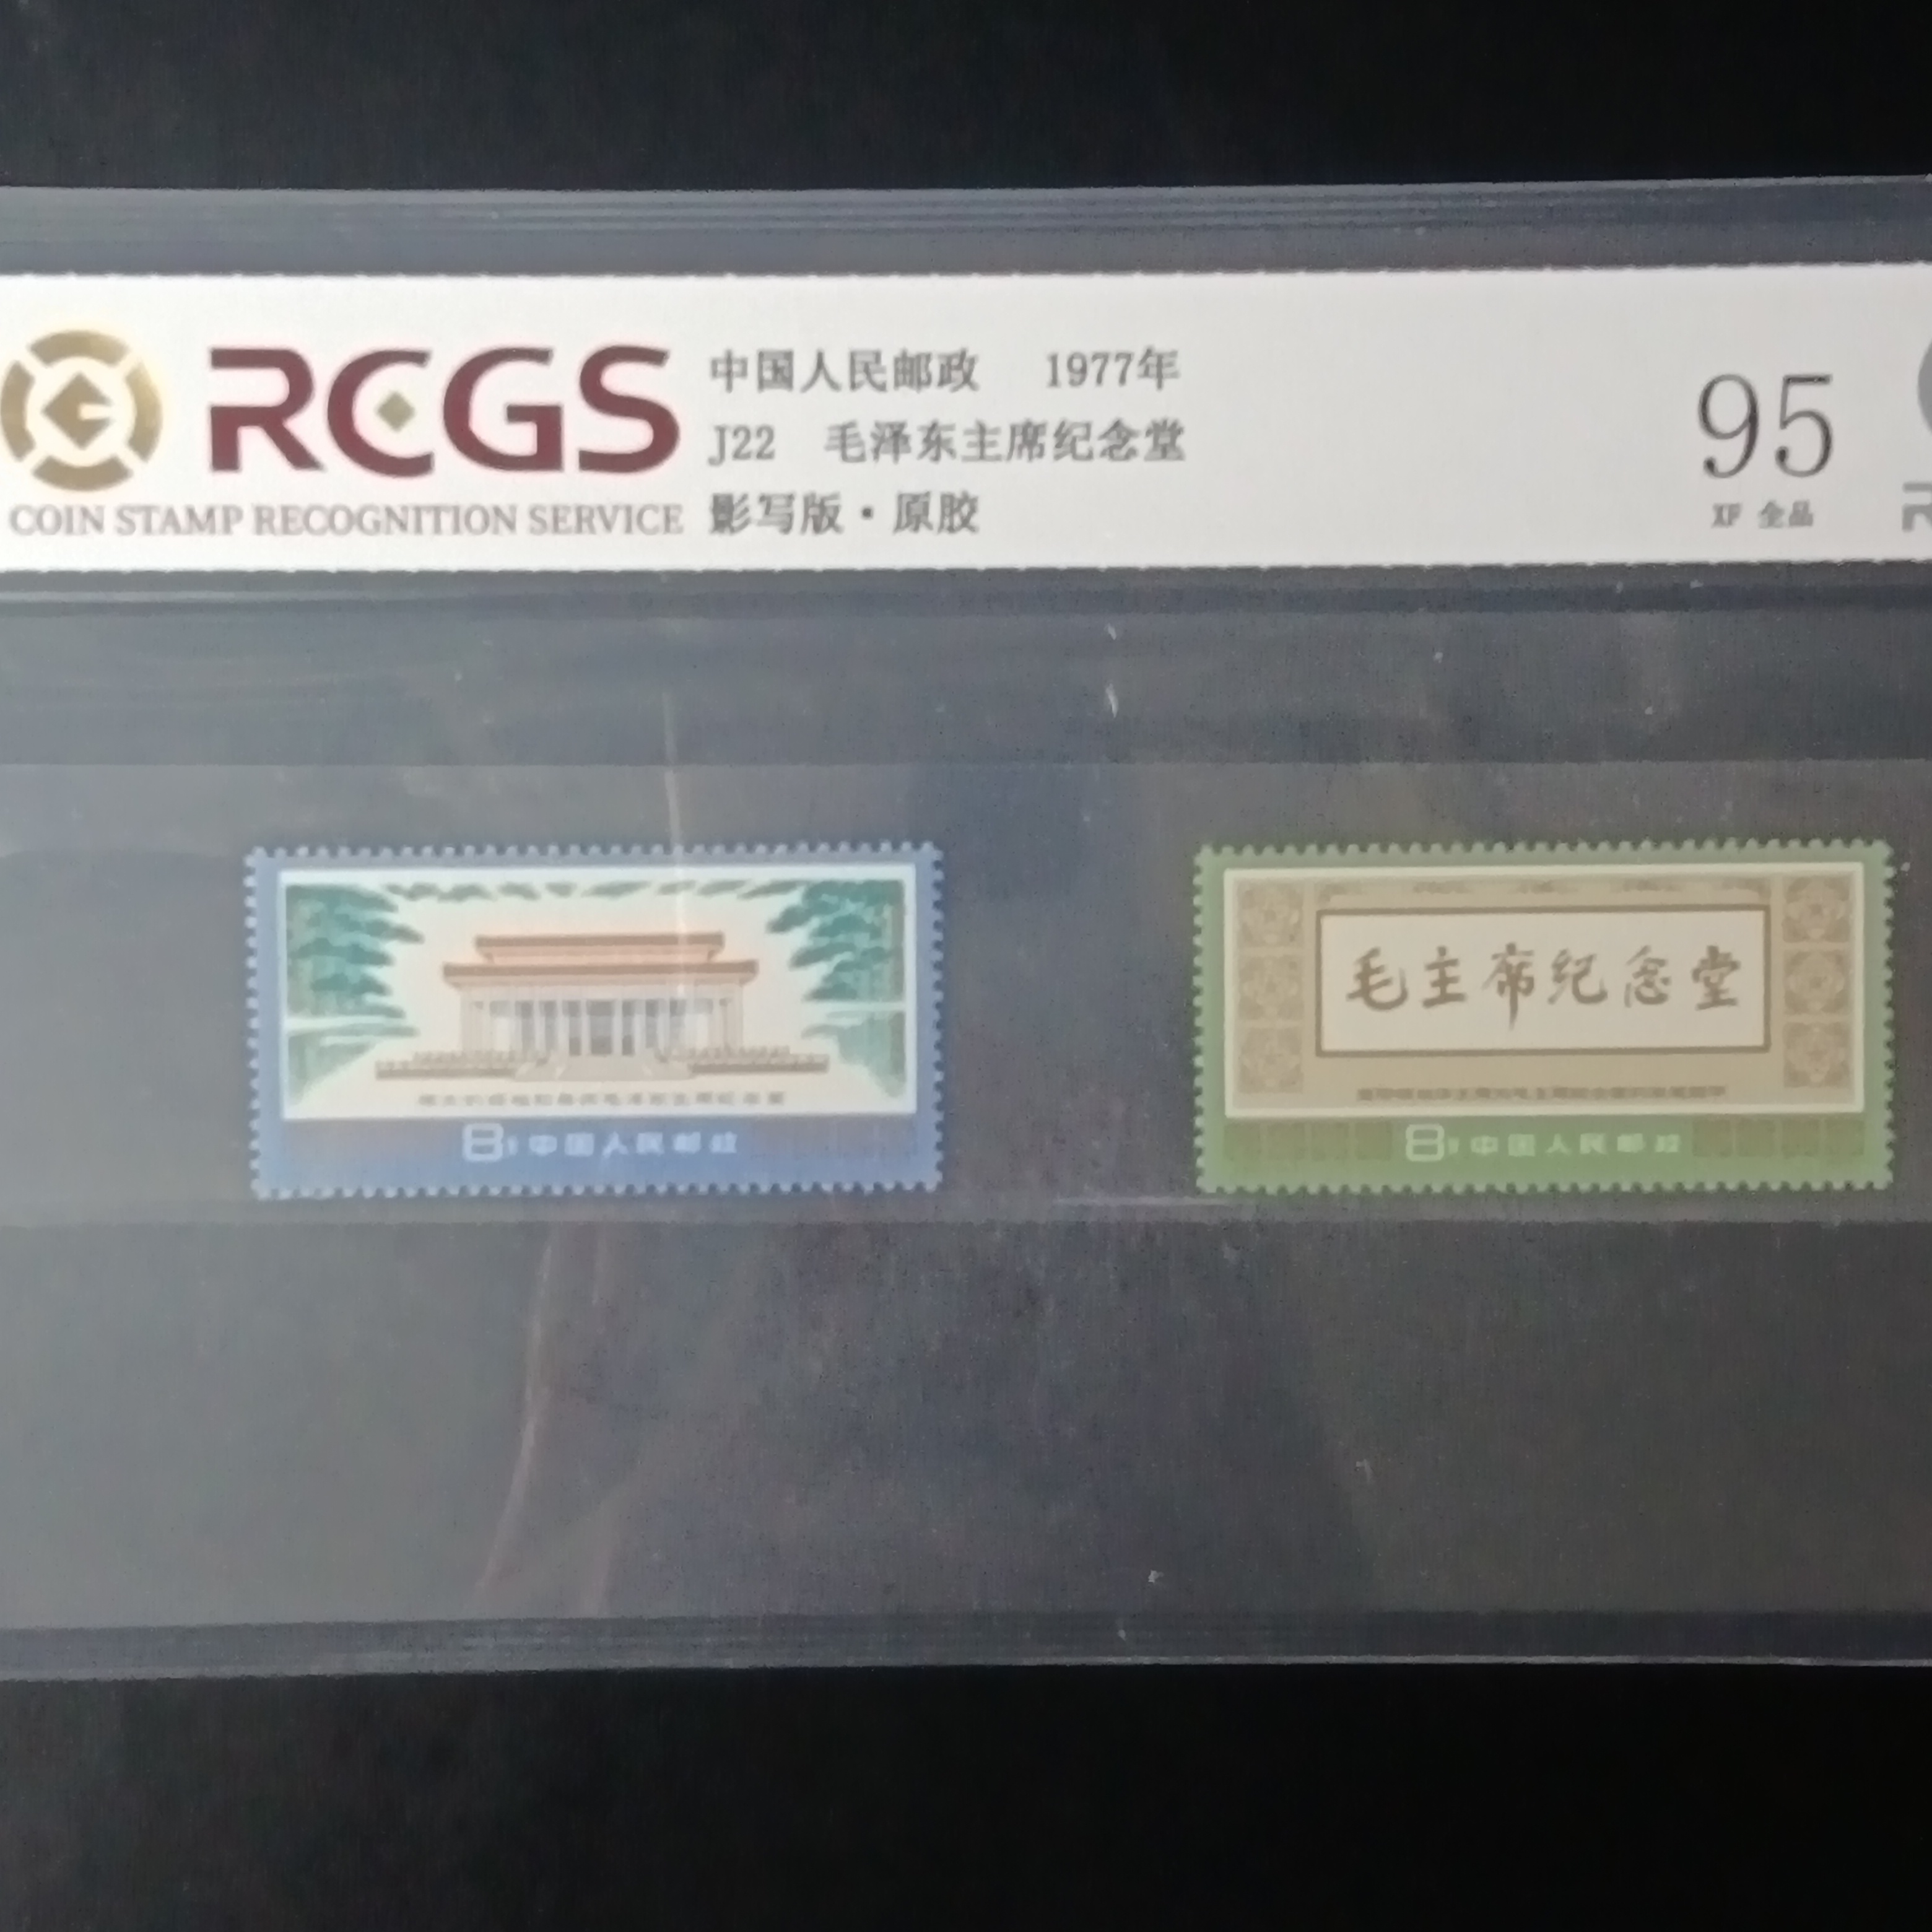 RCGS
COIN STAMP RECOGNITION SERVICE
中国人民邮政 1977年
J22 毛泽东主席纪念堂
影写版·原胶
95
XF 全品
8分中国人民邮政
毛主席纪念堂
8分中国人民邮政